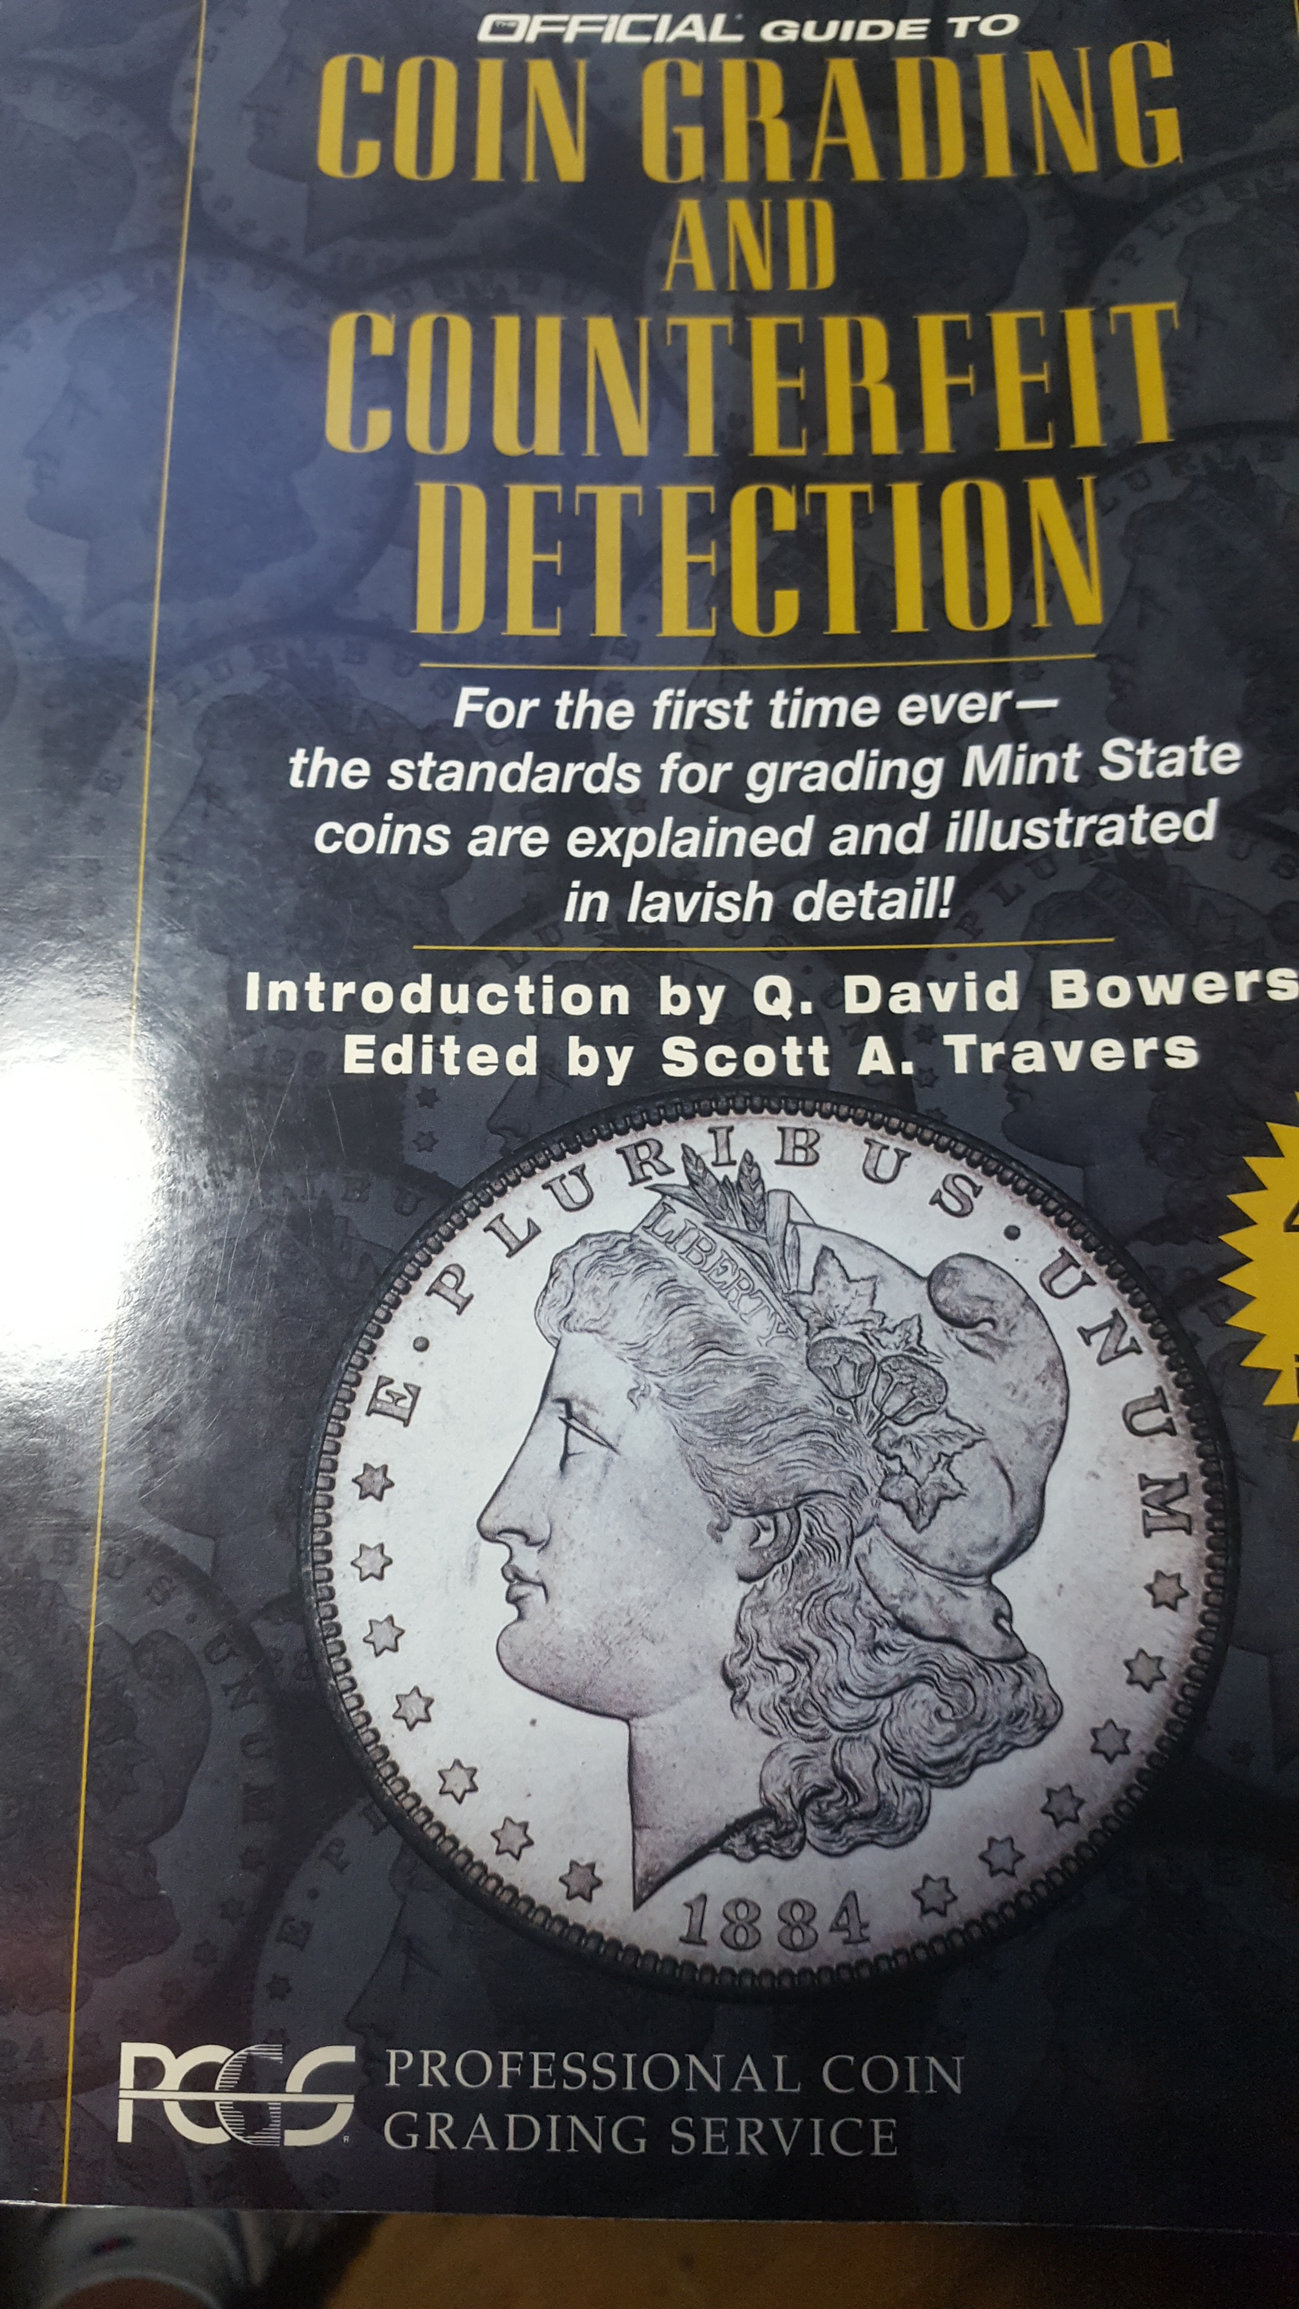 THE OFFICIAL® GUIDE TO
COIN GRADING
AND
COUNTERFEIT
DETECTION
For the first time ever—
the standards for grading Mint State
coins are explained and illustrated
in lavish detail!
Introduction by Q. David Bowers
Edited by Scott A. Travers
E·PLURIBUS·UNUM
LIBERTY
1884
PCGS®
PROFESSIONAL COIN
GRADING SERVICE